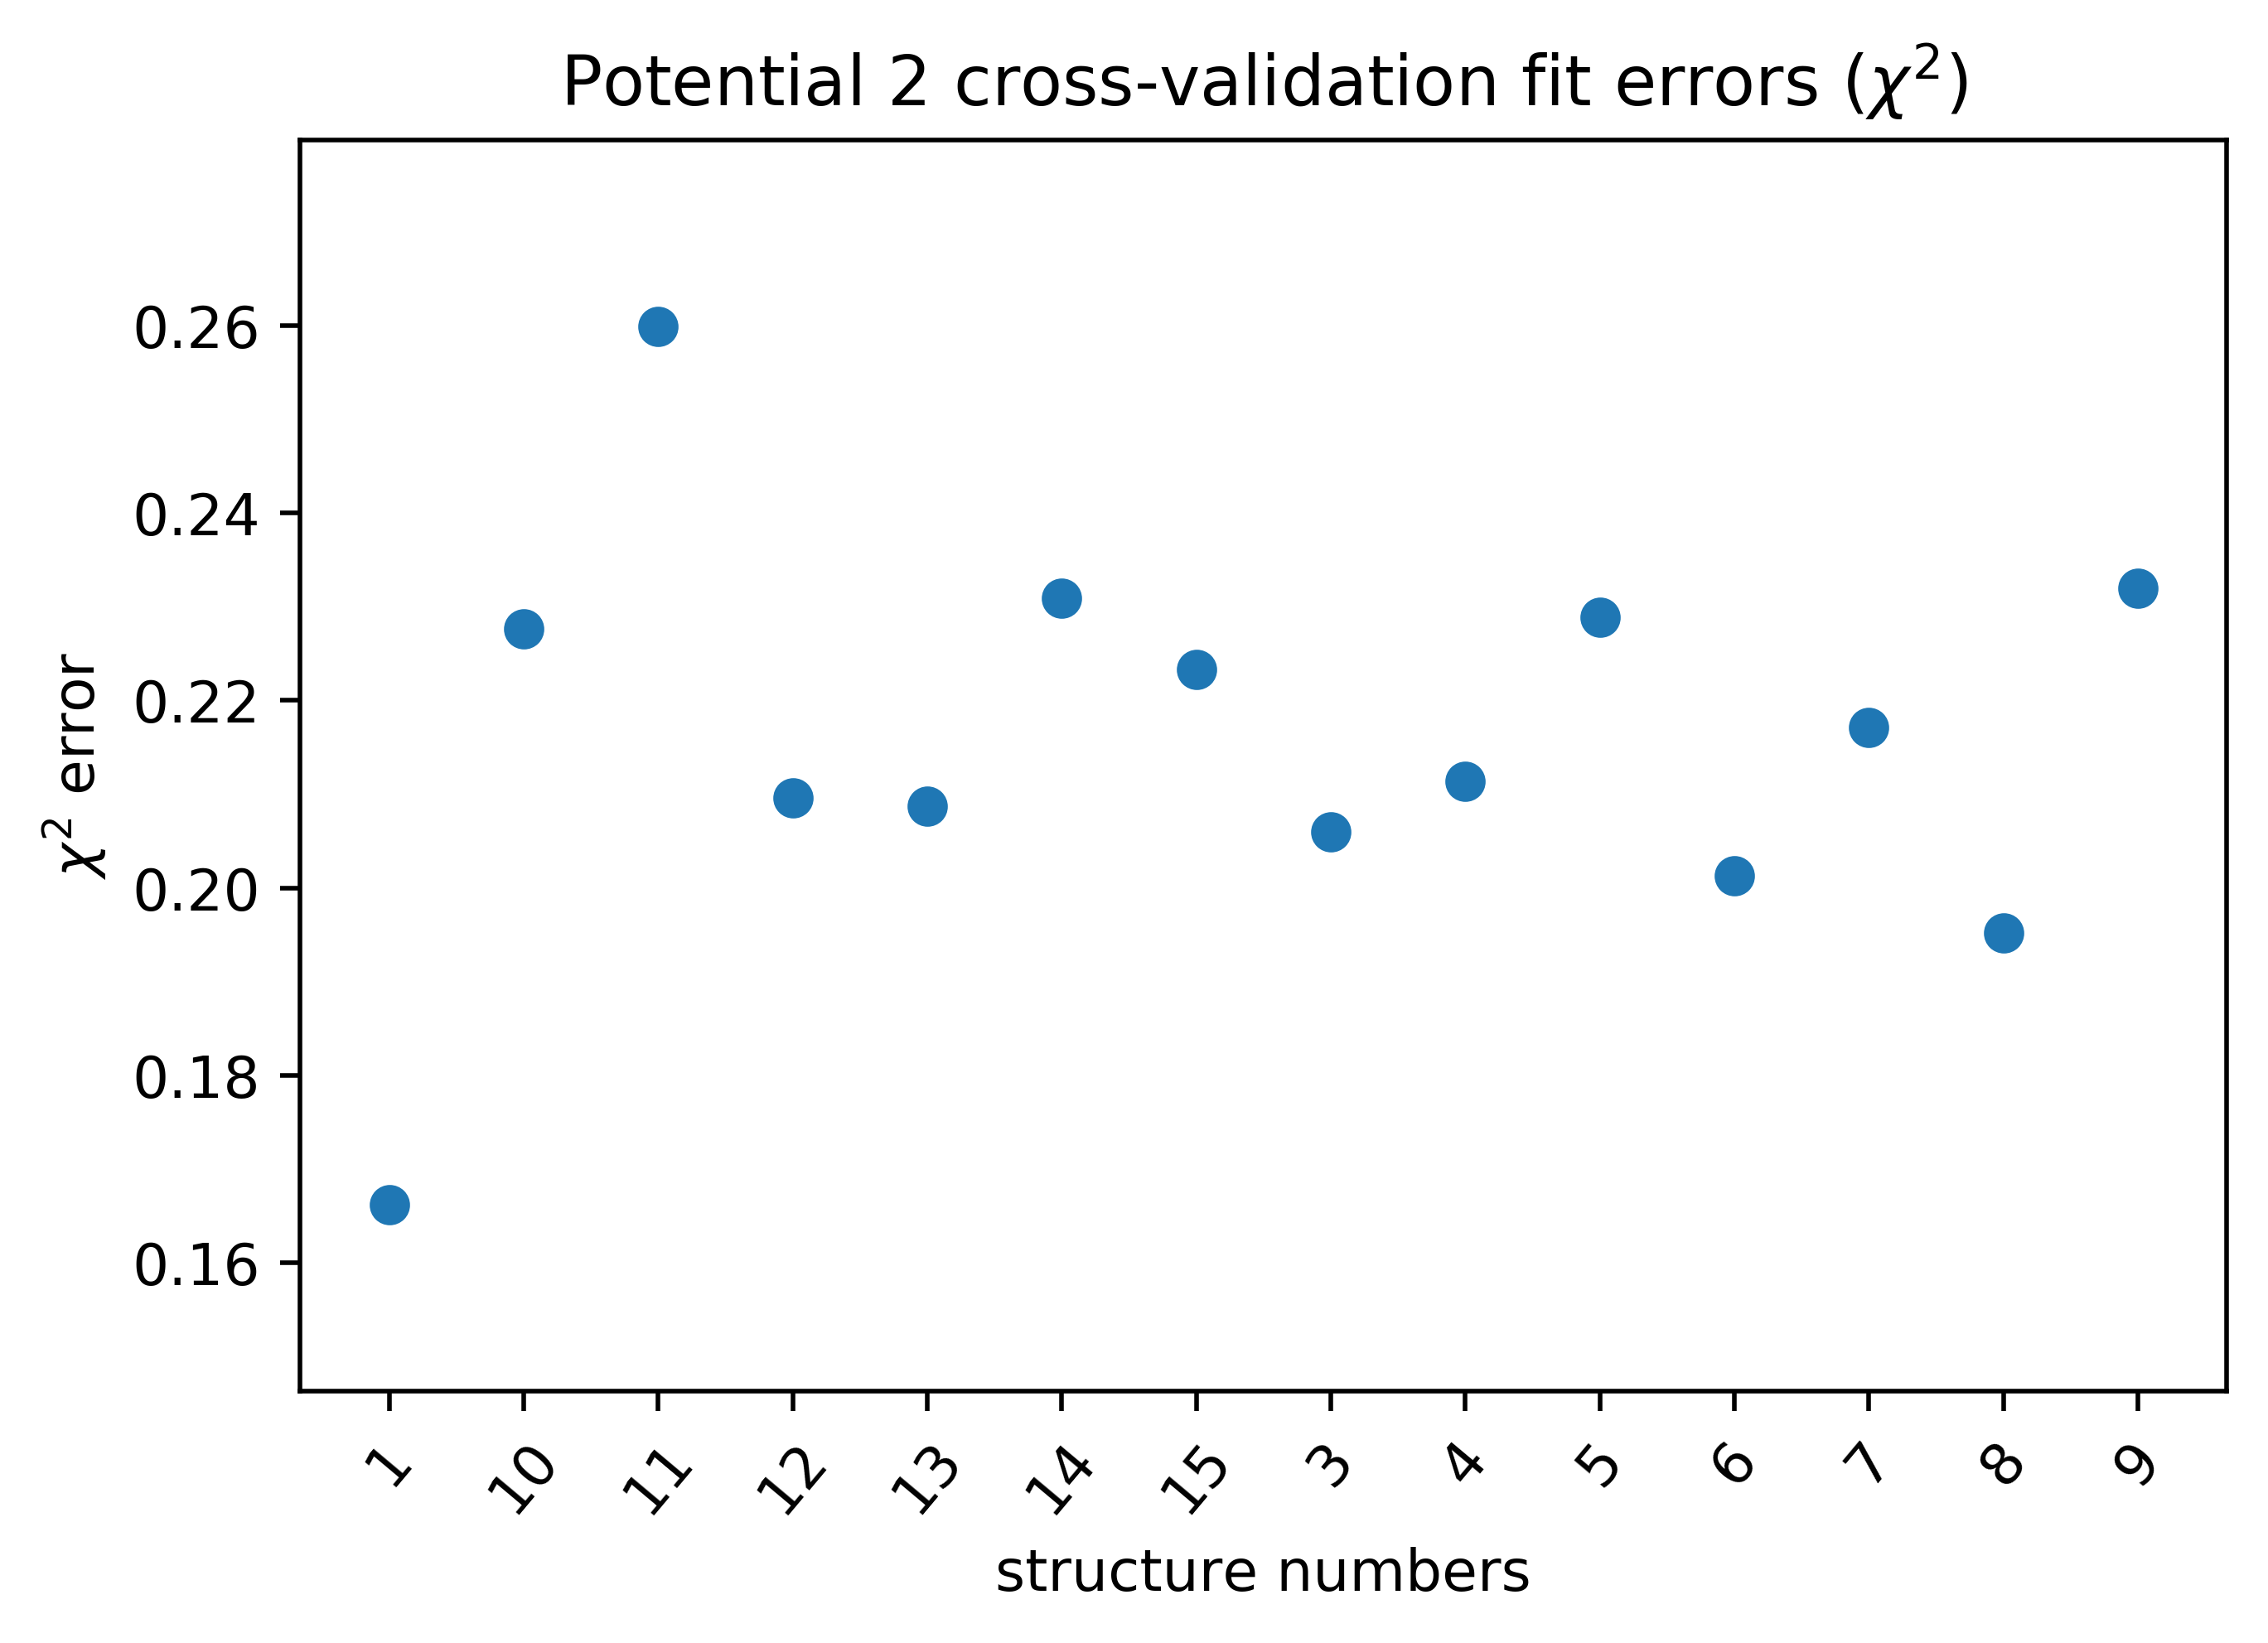 Potential 2 cross-validation fit errors (χ²)
χ² error
0.26
0.24
0.22
0.20
0.18
0.16
1 10 11 12 13 14 15 3 4 5 6 7 8 9
structure numbers